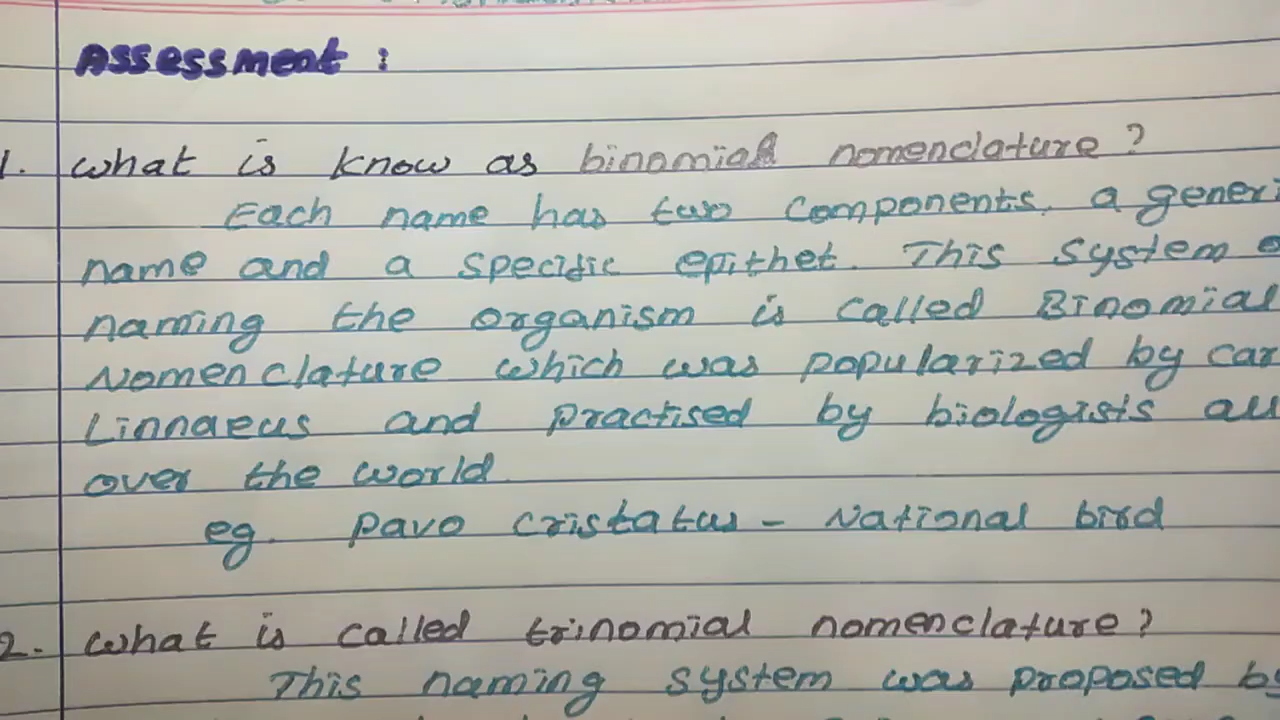 Assessment :
1. What is know as binomial nomenclature?
Each name has two components, a generi
name and a specific epithet. This system o
naming the organism is called Binomial
Nomenclature which was popularized by Car
Linnaeus and practised by biologists all
over the world.
eg. Pavo cristatus - National bird
2. What is called trinomial nomenclature?
This naming system was proposed by